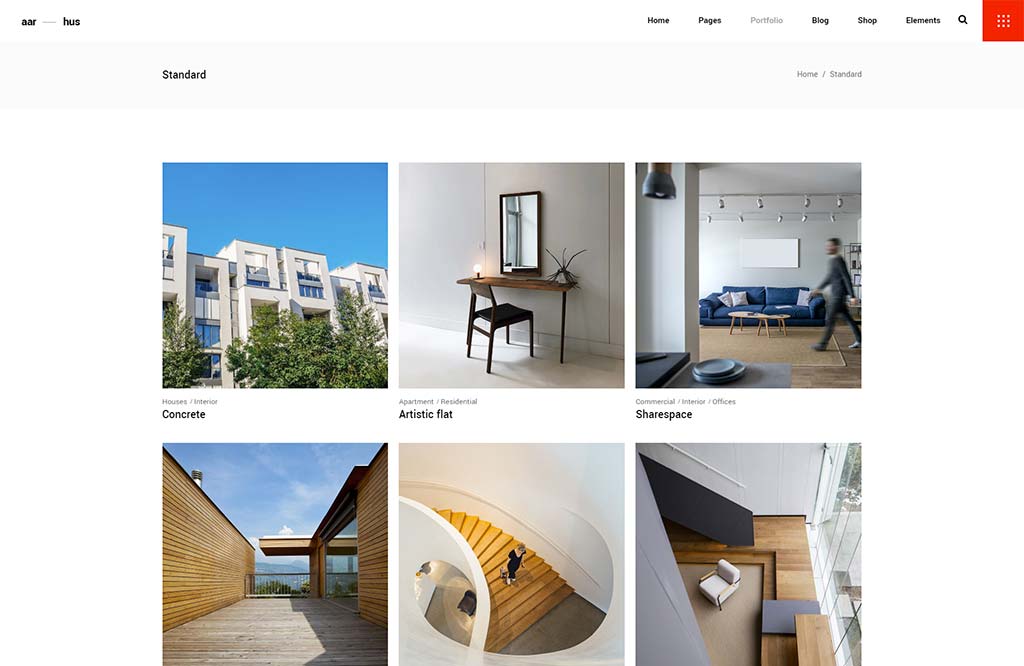 aar — hus
Home Pages Portfolio Blog Shop Elements
Standard
Home / Standard
Houses / Interior
Concrete
Apartment / Residential
Artistic flat
Commercial / Interior / Offices
Sharespace